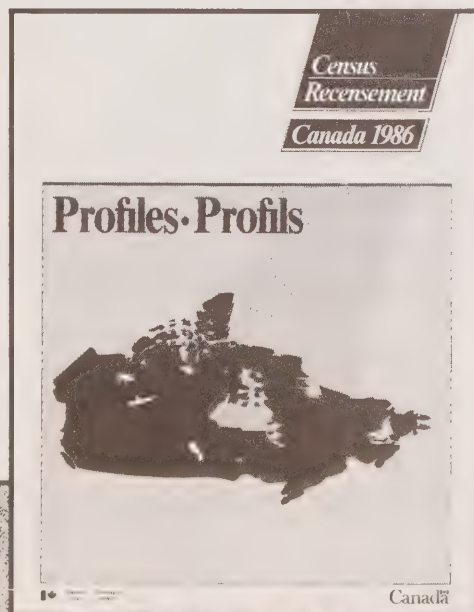 Census
Recensement
Canada 1986
Profiles • Profils
Canada